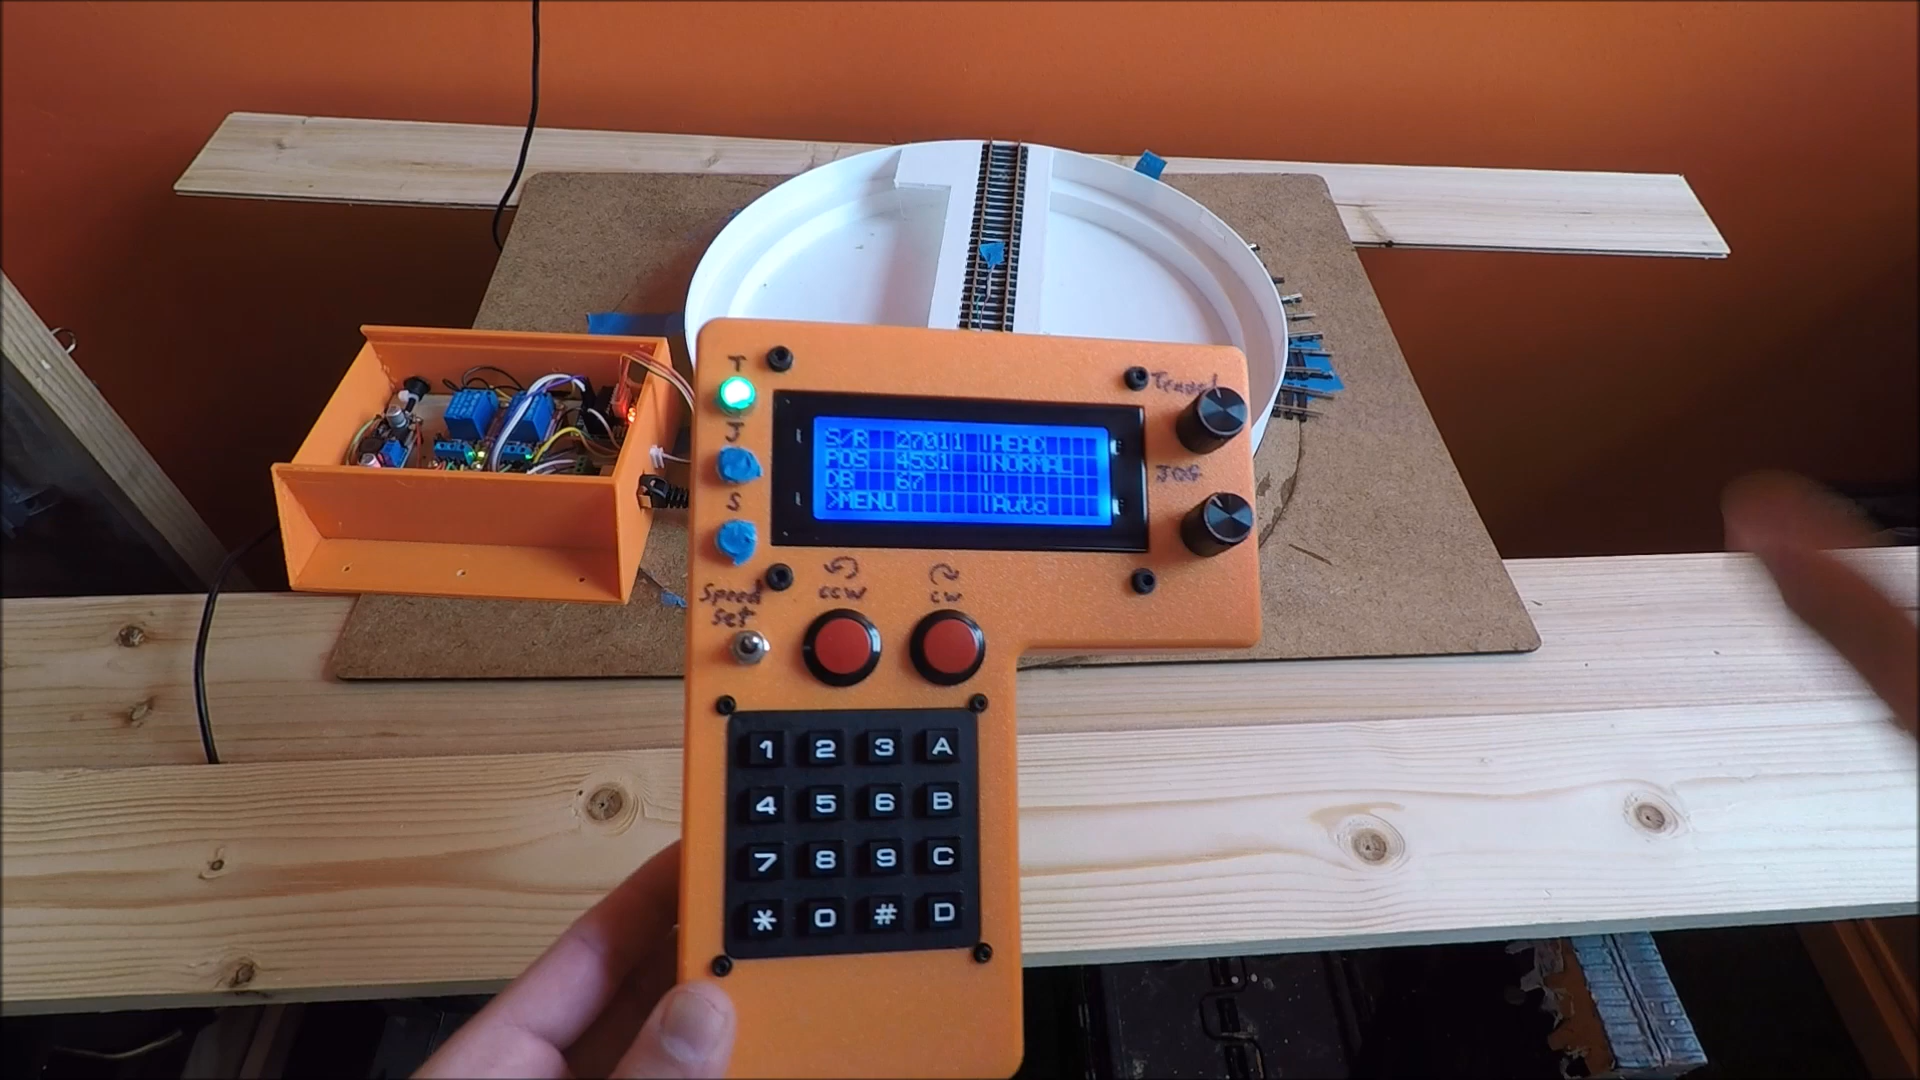 T
J
S
S/R 27011 |HEAD
POS 4531 |NORMAL
DB 67 |
>MENU |Auto
JOG
Speed
Set
CCW
CW
1 2 3 A
4 5 6 B
7 8 9 C
* 0 # D